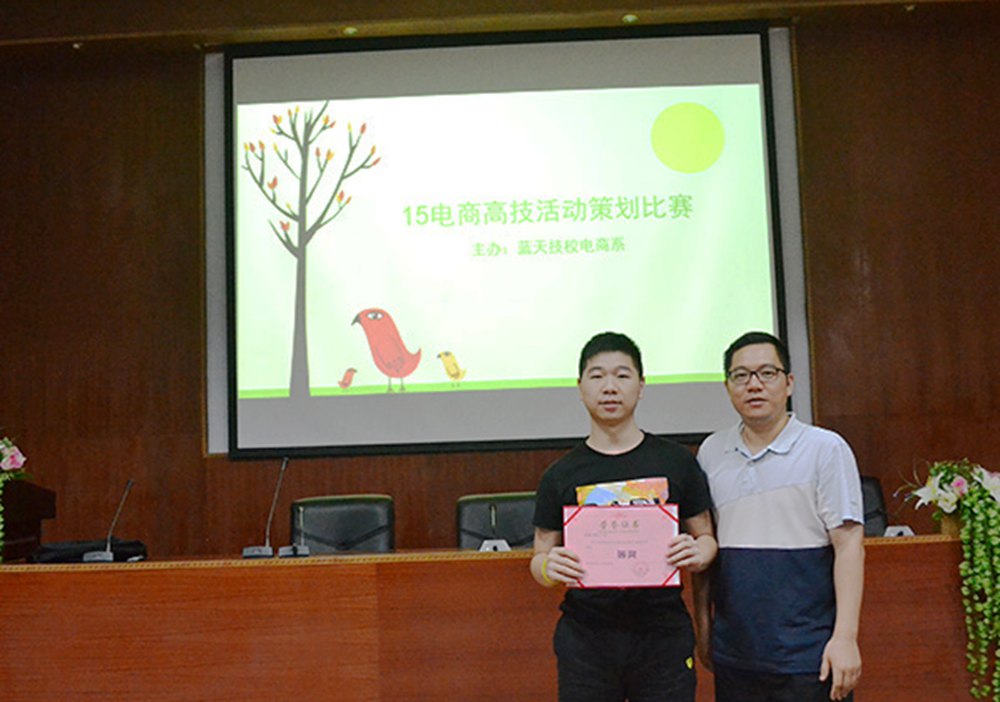 15电商高技活动策划比赛
主办：蓝天技校电商系
荣誉证书